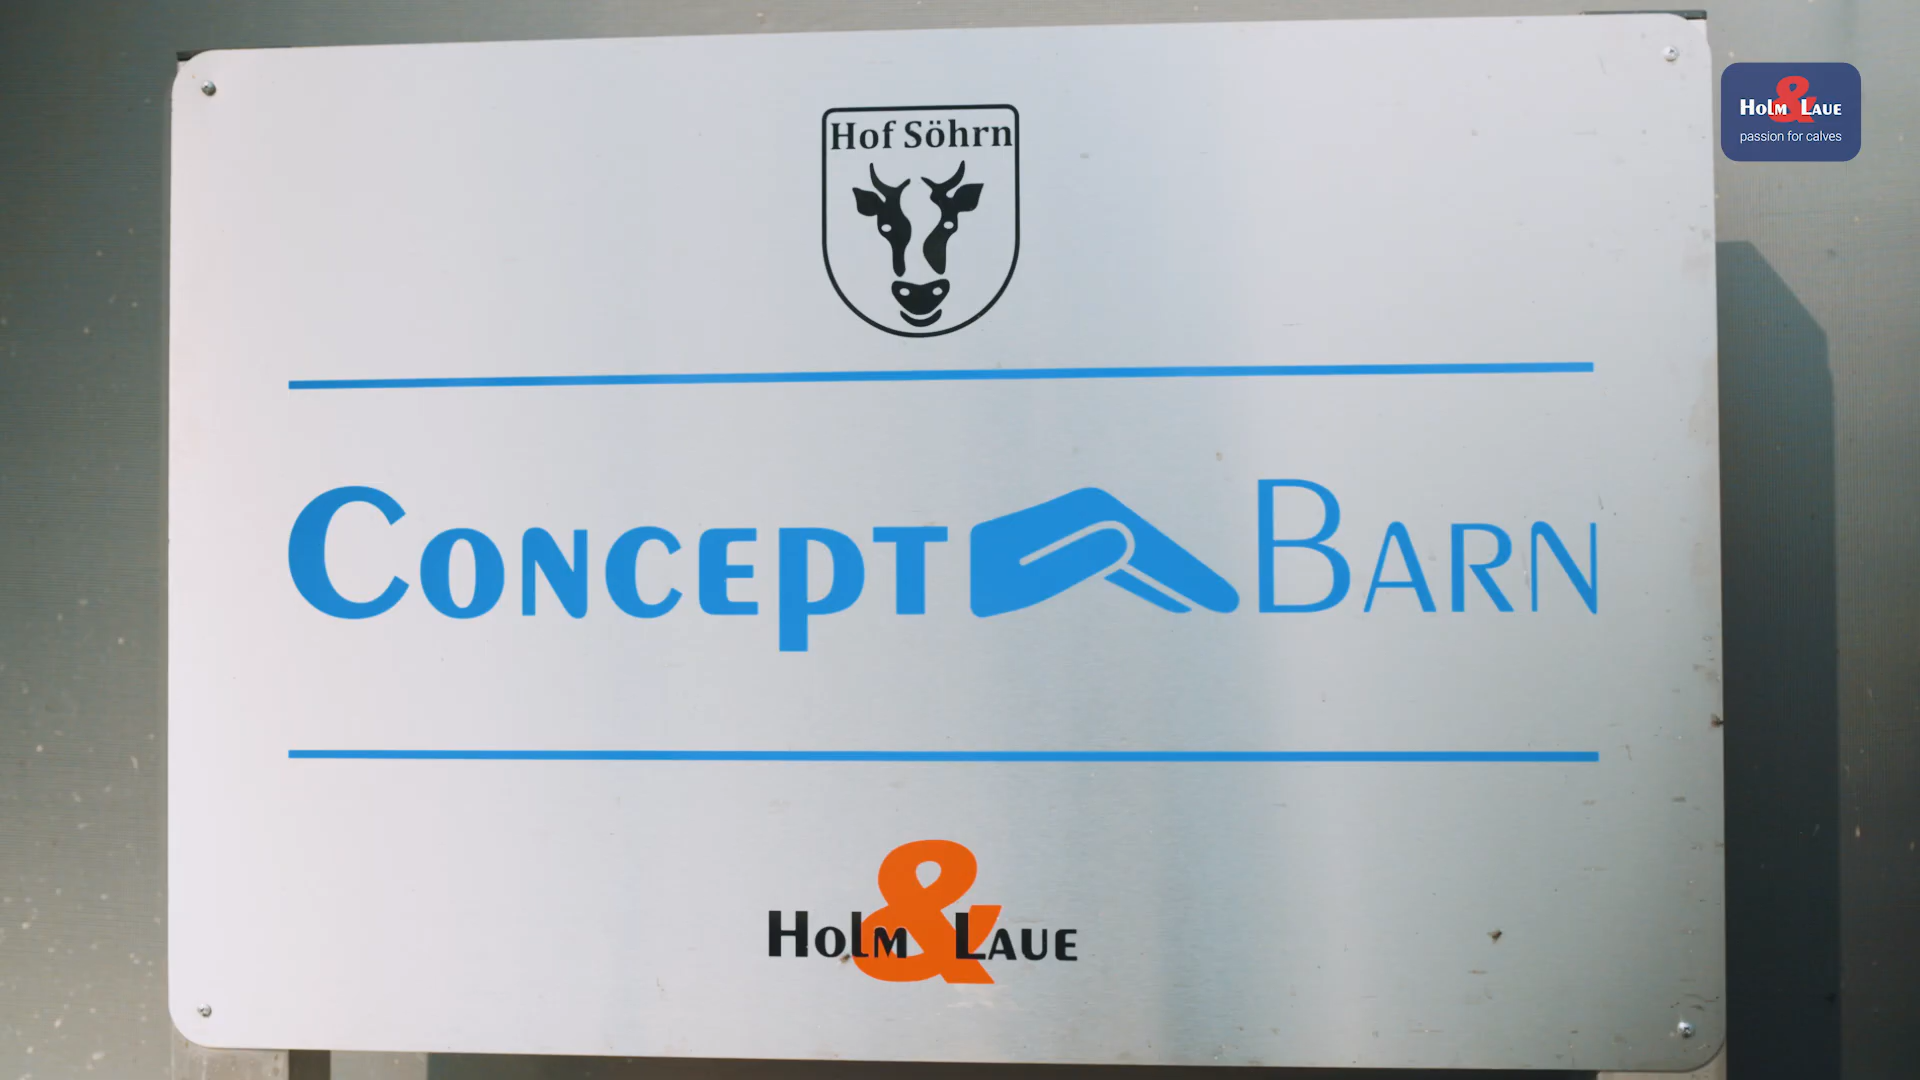 Hof Söhrn
Concept Barn
Holm & Laue
Holm & Laue
passion for calves